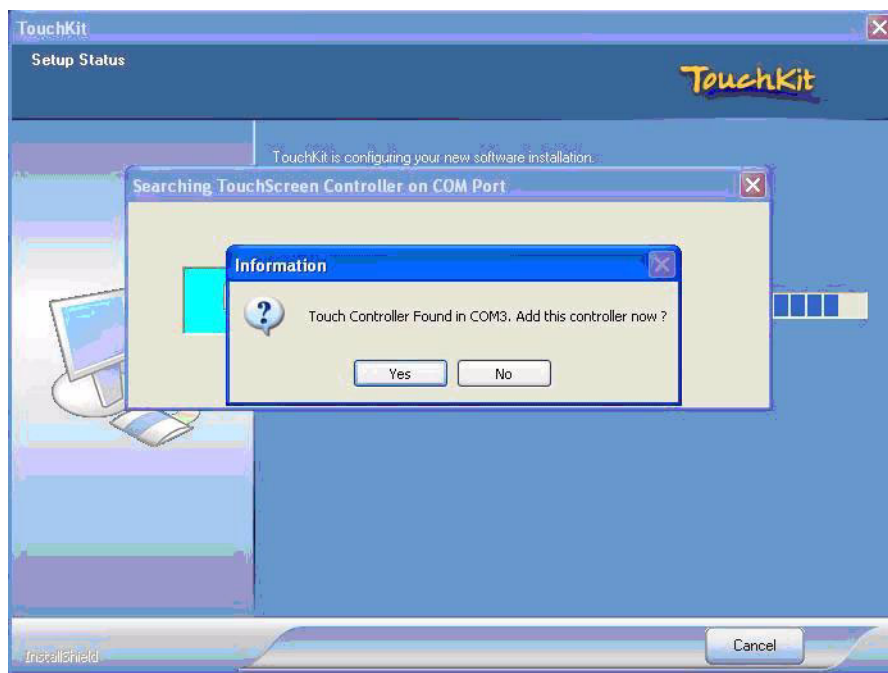 TouchKit
Setup Status
TouchKit
TouchKit is configuring your new software installation.
Searching TouchScreen Controller on COM Port
Information
Touch Controller Found in COM3. Add this controller now ?
Yes
No
Cancel
InstallShield